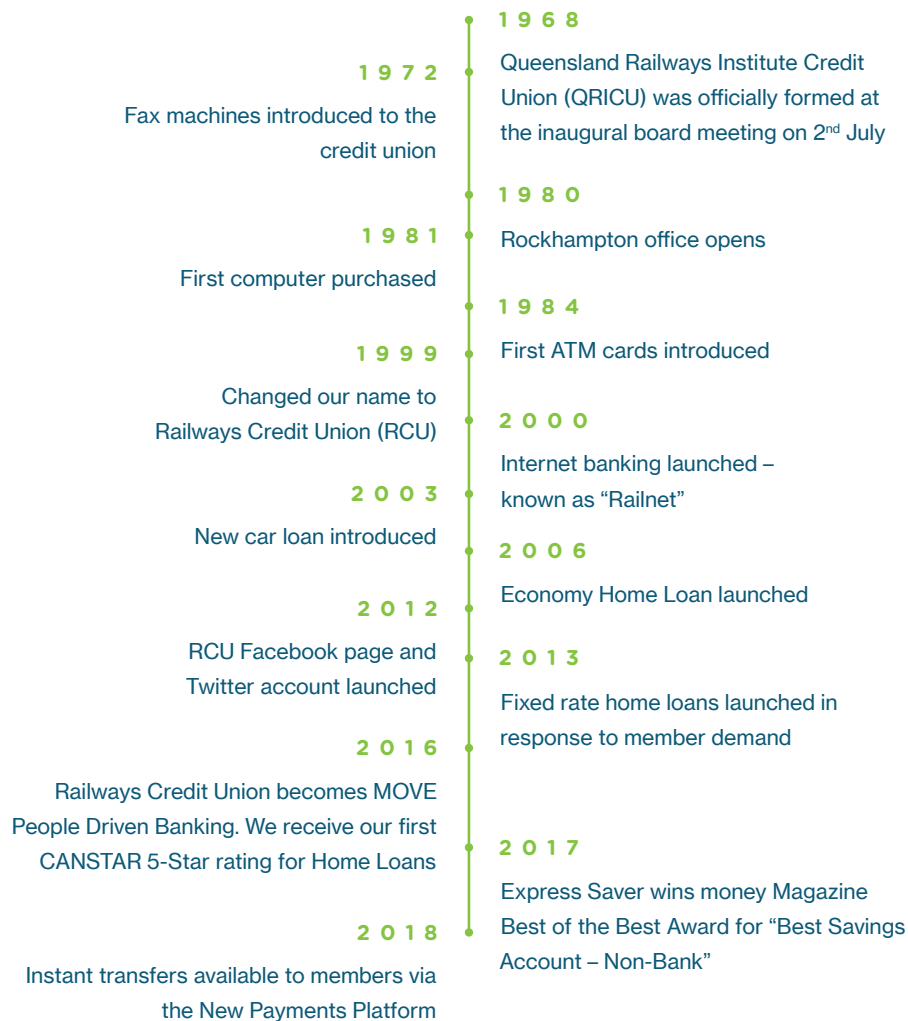 1968
Queensland Railways Institute Credit
Union (QRICU) was officially formed at
the inaugural board meeting on 2nd July
1972
Fax machines introduced to the
credit union
1980
Rockhampton office opens
1981
First computer purchased
1984
First ATM cards introduced
1999
Changed our name to
Railways Credit Union (RCU)
2000
Internet banking launched –
known as “Railnet”
2003
New car loan introduced
2006
Economy Home Loan launched
2012
RCU Facebook page and
Twitter account launched
2013
Fixed rate home loans launched in
response to member demand
2016
Railways Credit Union becomes MOVE
People Driven Banking. We receive our first
CANSTAR 5-Star rating for Home Loans
2017
Express Saver wins money Magazine
Best of the Best Award for “Best Savings
Account – Non-Bank”
2018
Instant transfers available to members via
the New Payments Platform